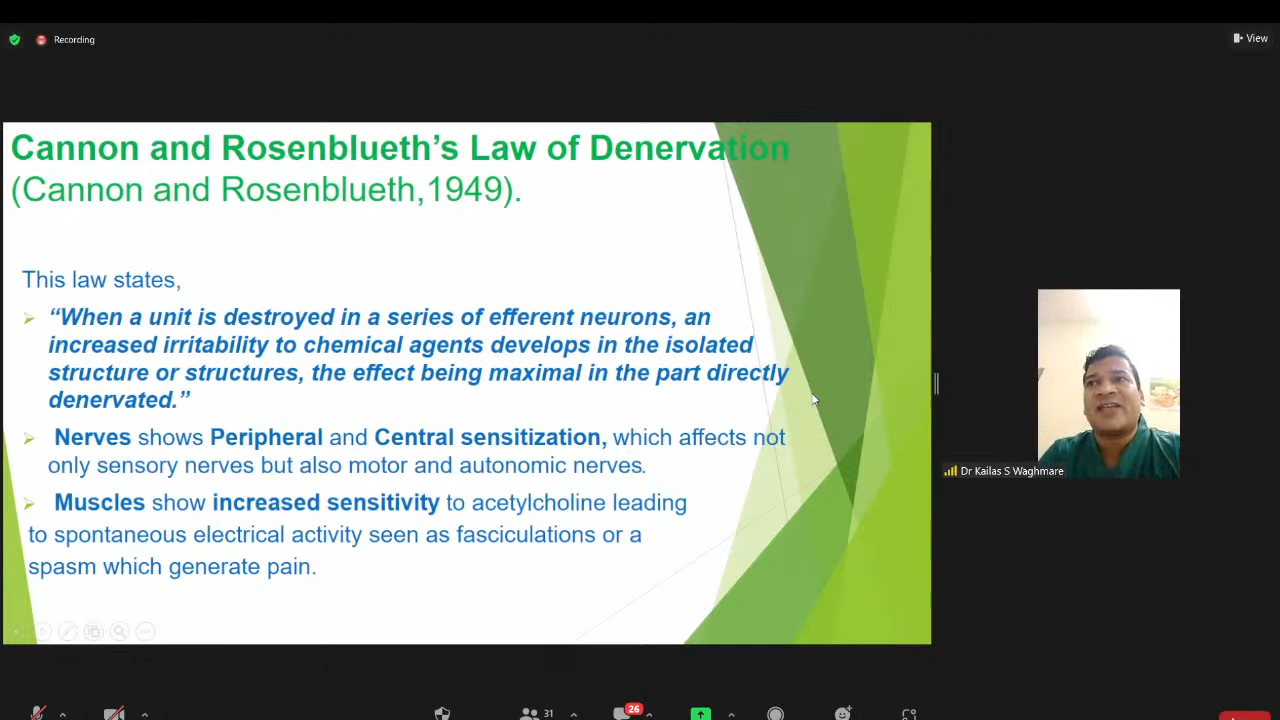 Recording
View
Cannon and Rosenblueth’s Law of Denervation
(Cannon and Rosenblueth,1949).
This law states,
“When a unit is destroyed in a series of efferent neurons, an
increased irritability to chemical agents develops in the isolated
structure or structures, the effect being maximal in the part directly
denervated.”
Nerves shows Peripheral and Central sensitization, which affects not
only sensory nerves but also motor and autonomic nerves.
Muscles show increased sensitivity to acetylcholine leading
to spontaneous electrical activity seen as fasciculations or a
spasm which generate pain.
Dr Kailas S Waghmare
31
26